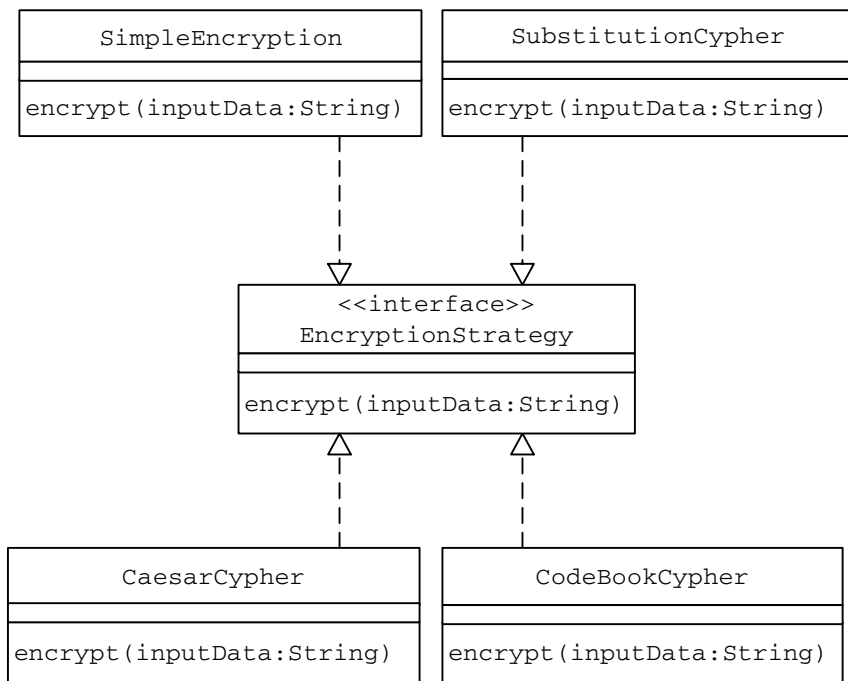 SimpleEncryption
encrypt(inputData:String)
SubstitutionCypher
encrypt(inputData:String)
<<interface>>
EncryptionStrategy
encrypt(inputData:String)
CaesarCypher
encrypt(inputData:String)
CodeBookCypher
encrypt(inputData:String)